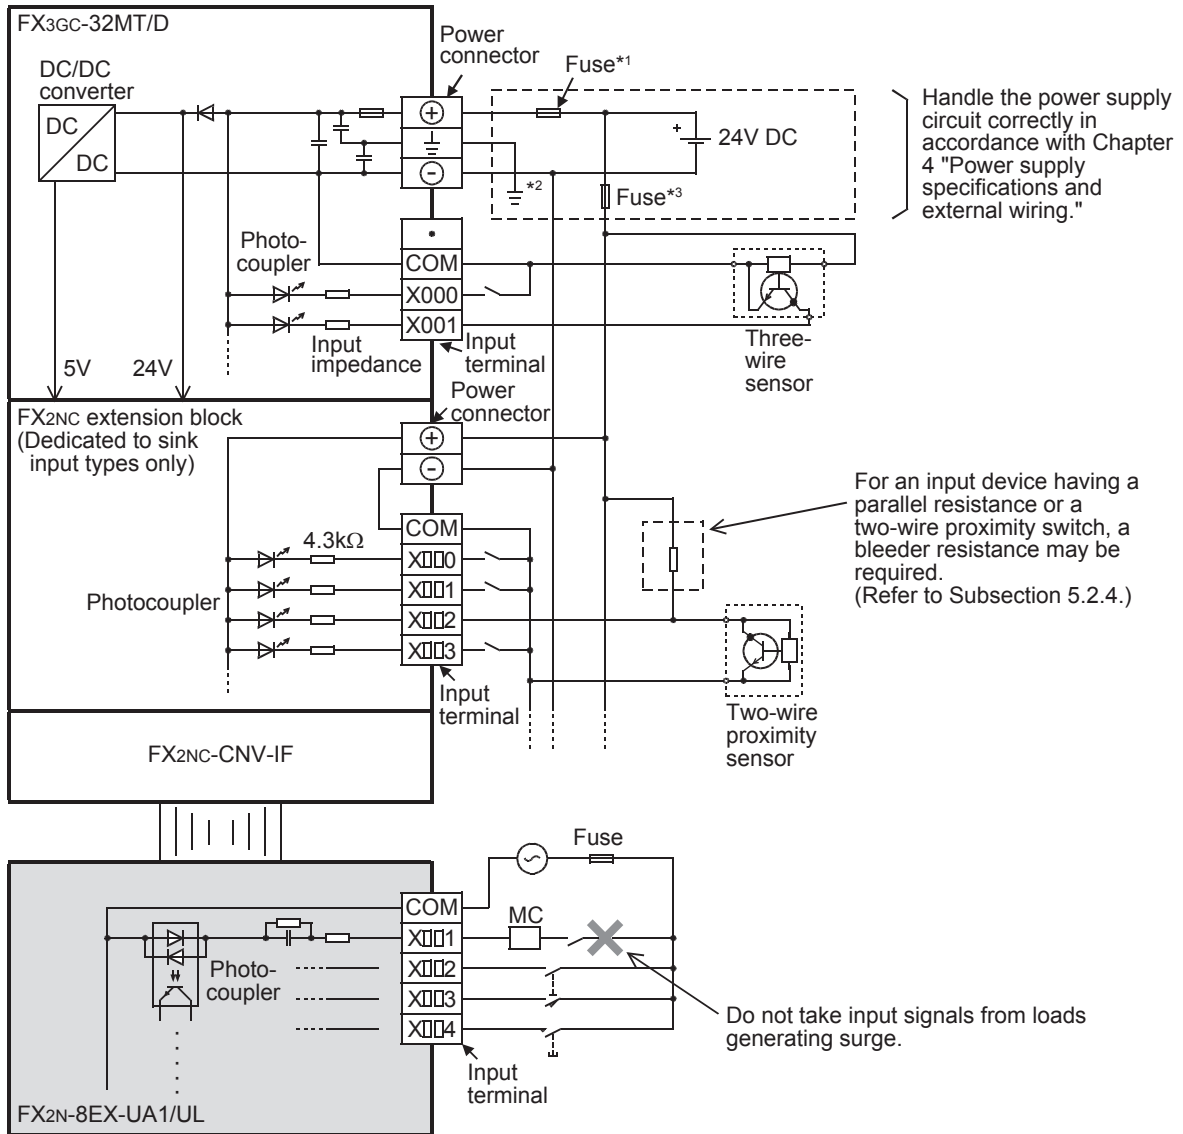 FX3GC-32MT/D
Power
connector
Fuse*1
DC/DC
converter
DC
DC
+
24V DC
*2
Fuse*3
Handle the power supply
circuit correctly in
accordance with Chapter
4 "Power supply
specifications and
external wiring."
Photo-
coupler
COM
X000
X001
Input
impedance
Input
terminal
Three-
wire
sensor
5V
24V
FX2NC extension block
(Dedicated to sink
input types only)
Power
connector
COM
4.3kΩ
X□□0
X□□1
X□□2
X□□3
Photocoupler
Input
terminal
For an input device having a
parallel resistance or a
two-wire proximity switch, a
bleeder resistance may be
required.
(Refer to Subsection 5.2.4.)
Two-wire
proximity
sensor
FX2NC-CNV-IF
Fuse
COM
MC
X□□1
X□□2
X□□3
X□□4
Photo-
coupler
Input
terminal
Do not take input signals from loads
generating surge.
FX2N-8EX-UA1/UL